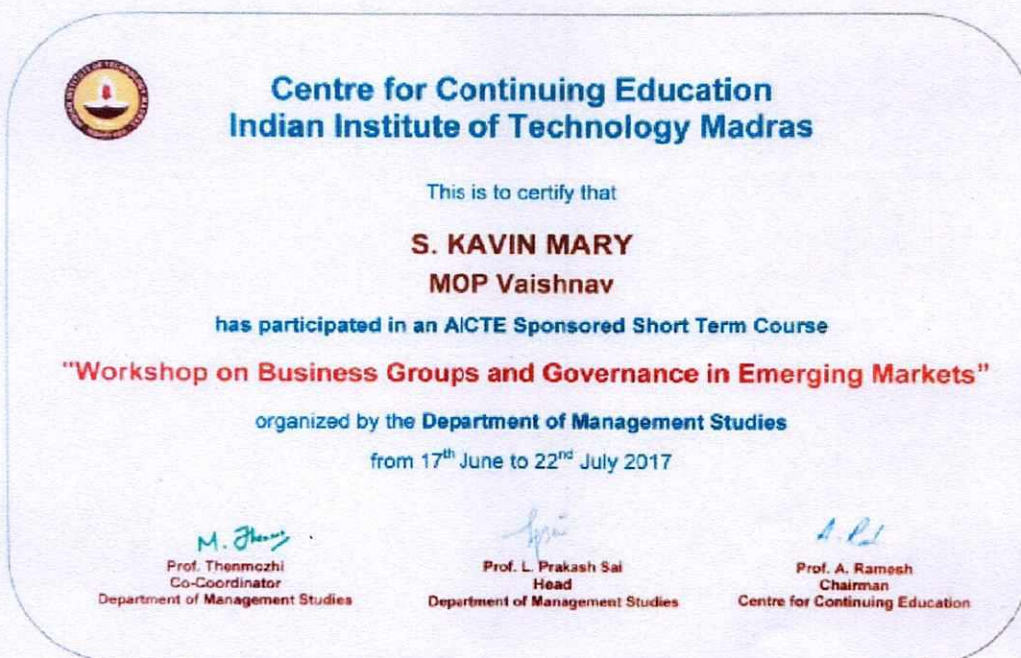 Centre for Continuing Education
Indian Institute of Technology Madras
This is to certify that
S. KAVIN MARY
MOP Vaishnav
has participated in an AICTE Sponsored Short Term Course
"Workshop on Business Groups and Governance in Emerging Markets"
organized by the Department of Management Studies
from 17th June to 22nd July 2017
M.
Prof. Thenmozhi
Co-Coordinator
Department of Management Studies
Prof. L. Prakash Sai
Head
Department of Management Studies
Prof. A. Ramesh
Chairman
Centre for Continuing Education